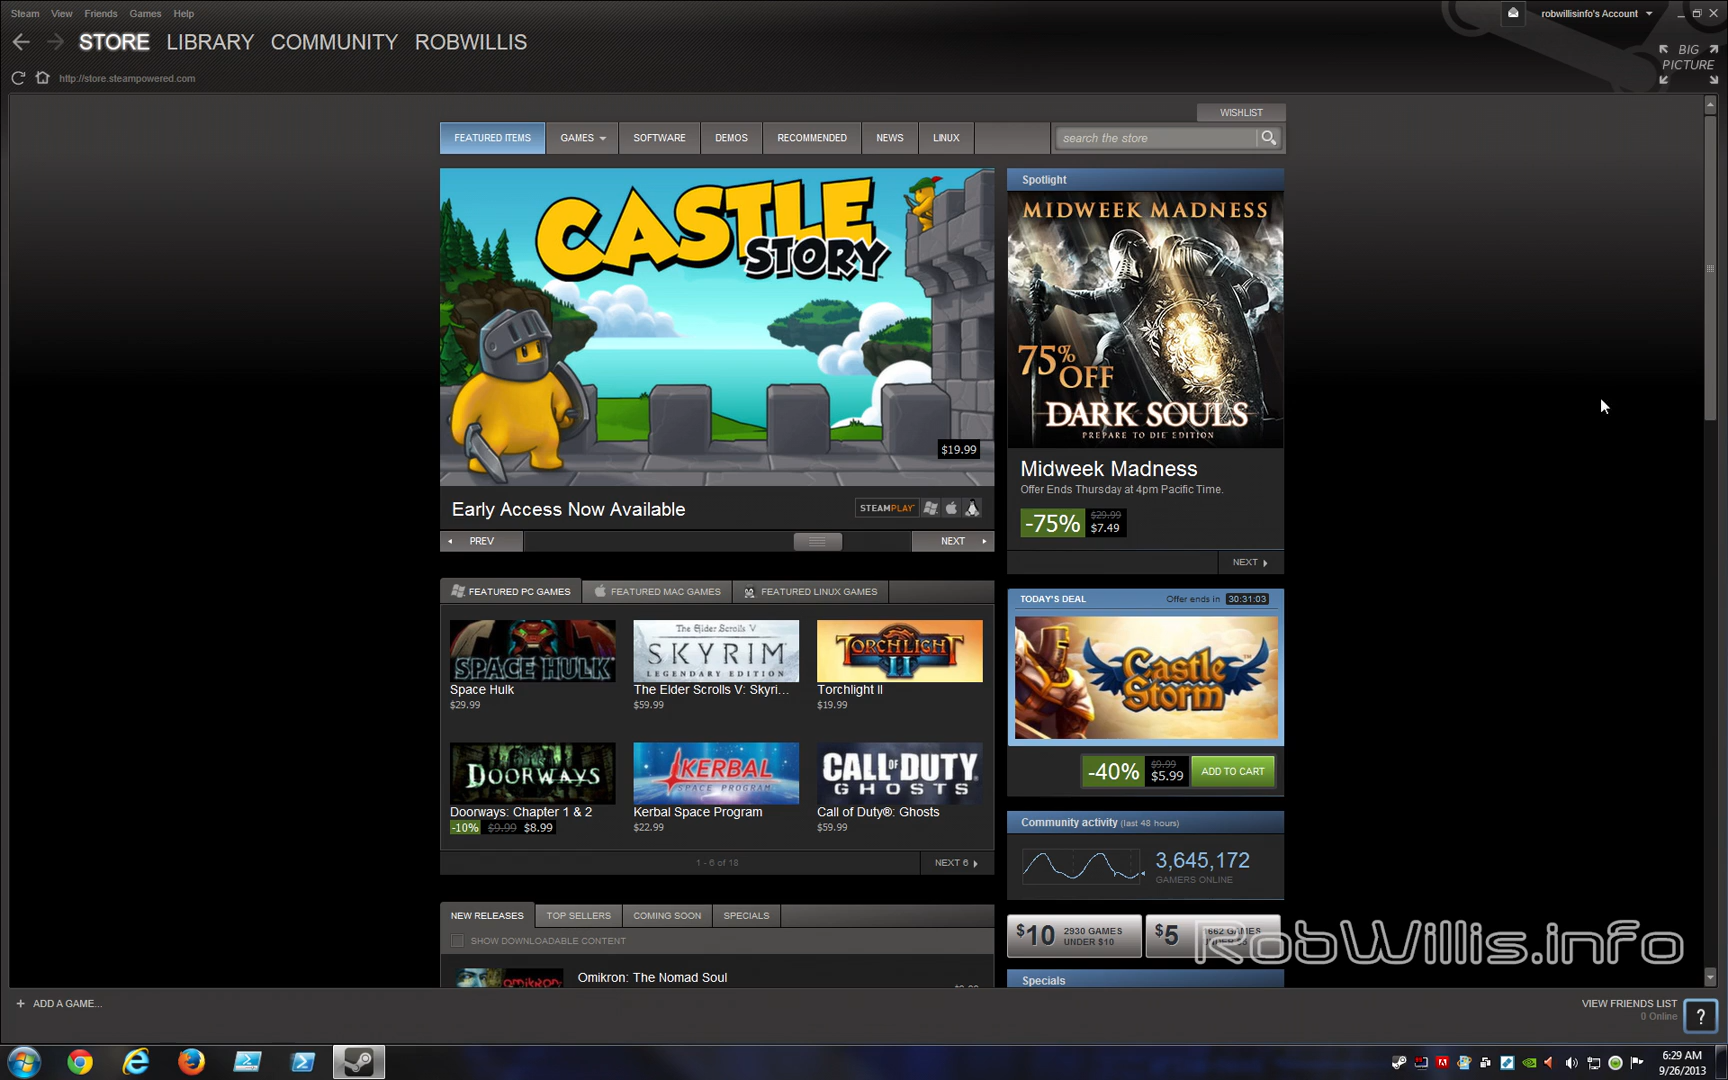 Steam View Friends Games Help
robwillisinfo's Account
STORE LIBRARY COMMUNITY ROBWILLIS
BIG
PICTURE
http://store.steampowered.com
WISHLIST
FEATURED ITEMS GAMES SOFTWARE DEMOS RECOMMENDED NEWS LINUX
search the store
CASTLE
STORY
$19.99
Early Access Now Available
STEAMPLAY
PREV
NEXT
Spotlight
MIDWEEK MADNESS
75%
OFF
DARK SOULS
PREPARE TO DIE EDITION
Midweek Madness
Offer Ends Thursday at 4pm Pacific Time.
-75% $29.99
$7.49
NEXT
FEATURED PC GAMES FEATURED MAC GAMES FEATURED LINUX GAMES
SPACE HULK
Space Hulk
$29.99
The Elder Scrolls V
SKYRIM
LEGENDARY EDITION
The Elder Scrolls V: Skyri...
$59.99
TORCHLIGHT
II
Torchlight II
$19.99
DOORWAYS
Doorways: Chapter 1 & 2
-10% $9.99 $8.99
KERBAL
SPACE PROGRAM
Kerbal Space Program
$22.99
CALL OF DUTY
GHOSTS
Call of Duty®: Ghosts
$59.99
1 - 6 of 18
NEXT 6
TODAY'S DEAL Offer ends in 30:31:03
Castle
Storm
-40% $9.99
$5.99
ADD TO CART
Community activity (last 48 hours)
3,645,172
GAMERS ONLINE
$10 2930 GAMES
UNDER $10
$5 1662 GAMES
UNDER $5
Specials
NEW RELEASES TOP SELLERS COMING SOON SPECIALS
SHOW DOWNLOADABLE CONTENT
omikron
Omikron: The Nomad Soul
RobWillis.info
ADD A GAME...
VIEW FRIENDS LIST
0 Online
?
6:29 AM
9/26/2013